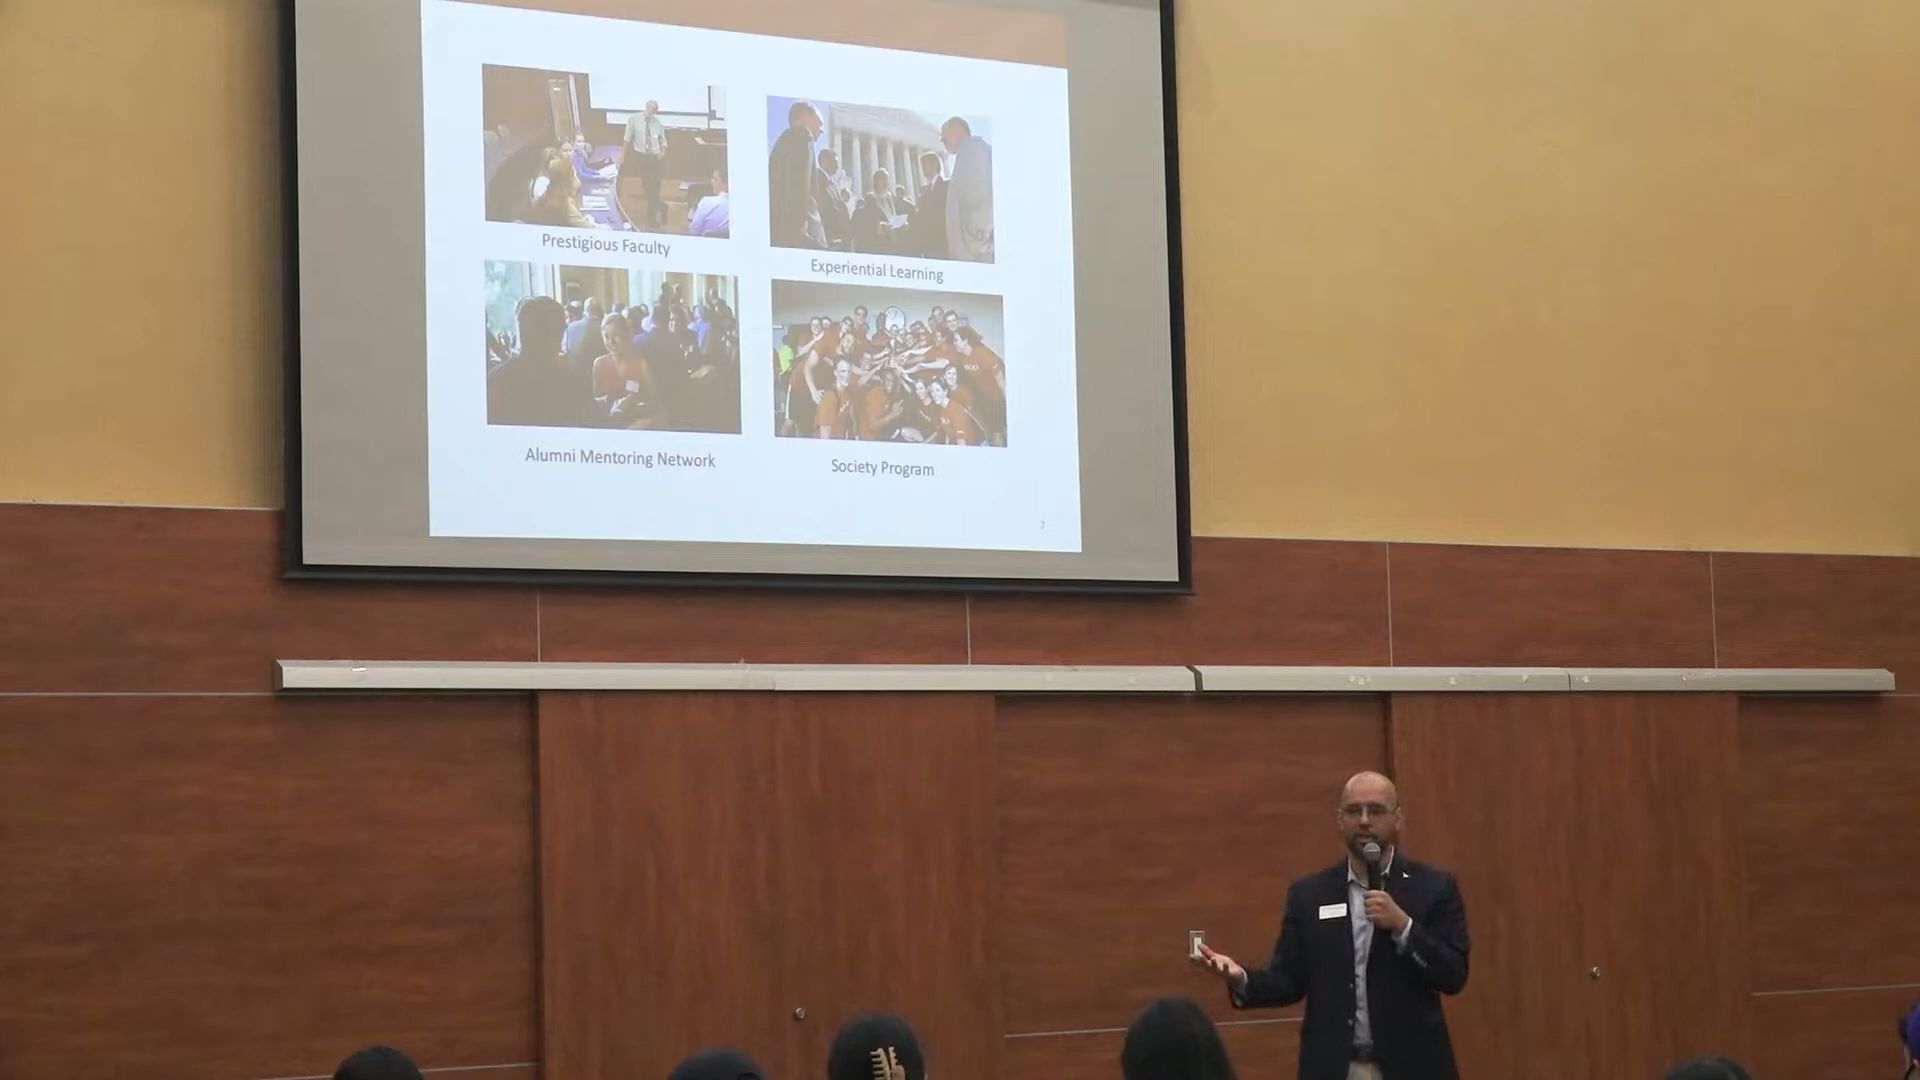 Prestigious Faculty
Experiential Learning
Alumni Mentoring Network
Society Program
7